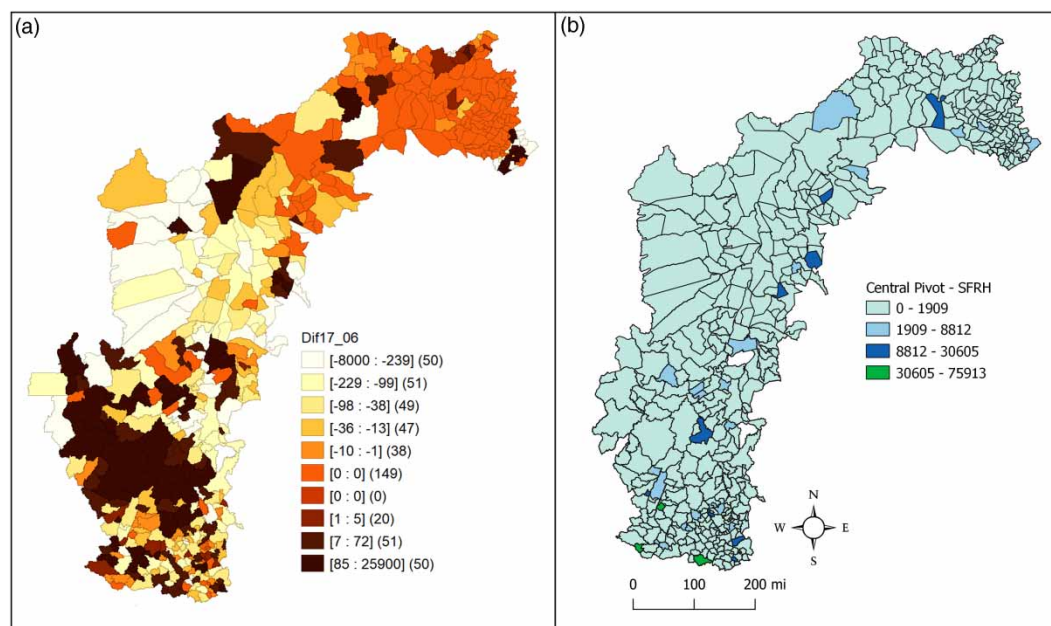 (a)
Dif17_06
[-8000 : -239] (50)
[-229 : -99] (51)
[-98 : -38] (49)
[-36 : -13] (47)
[-10 : -1] (38)
[0 : 0] (149)
[0 : 0] (0)
[1 : 5] (20)
[7 : 72] (51)
[85 : 25900] (50)
(b)
Central Pivot - SFRH
0 - 1909
1909 - 8812
8812 - 30605
30605 - 75913
N
W E
S
0 100 200 mi